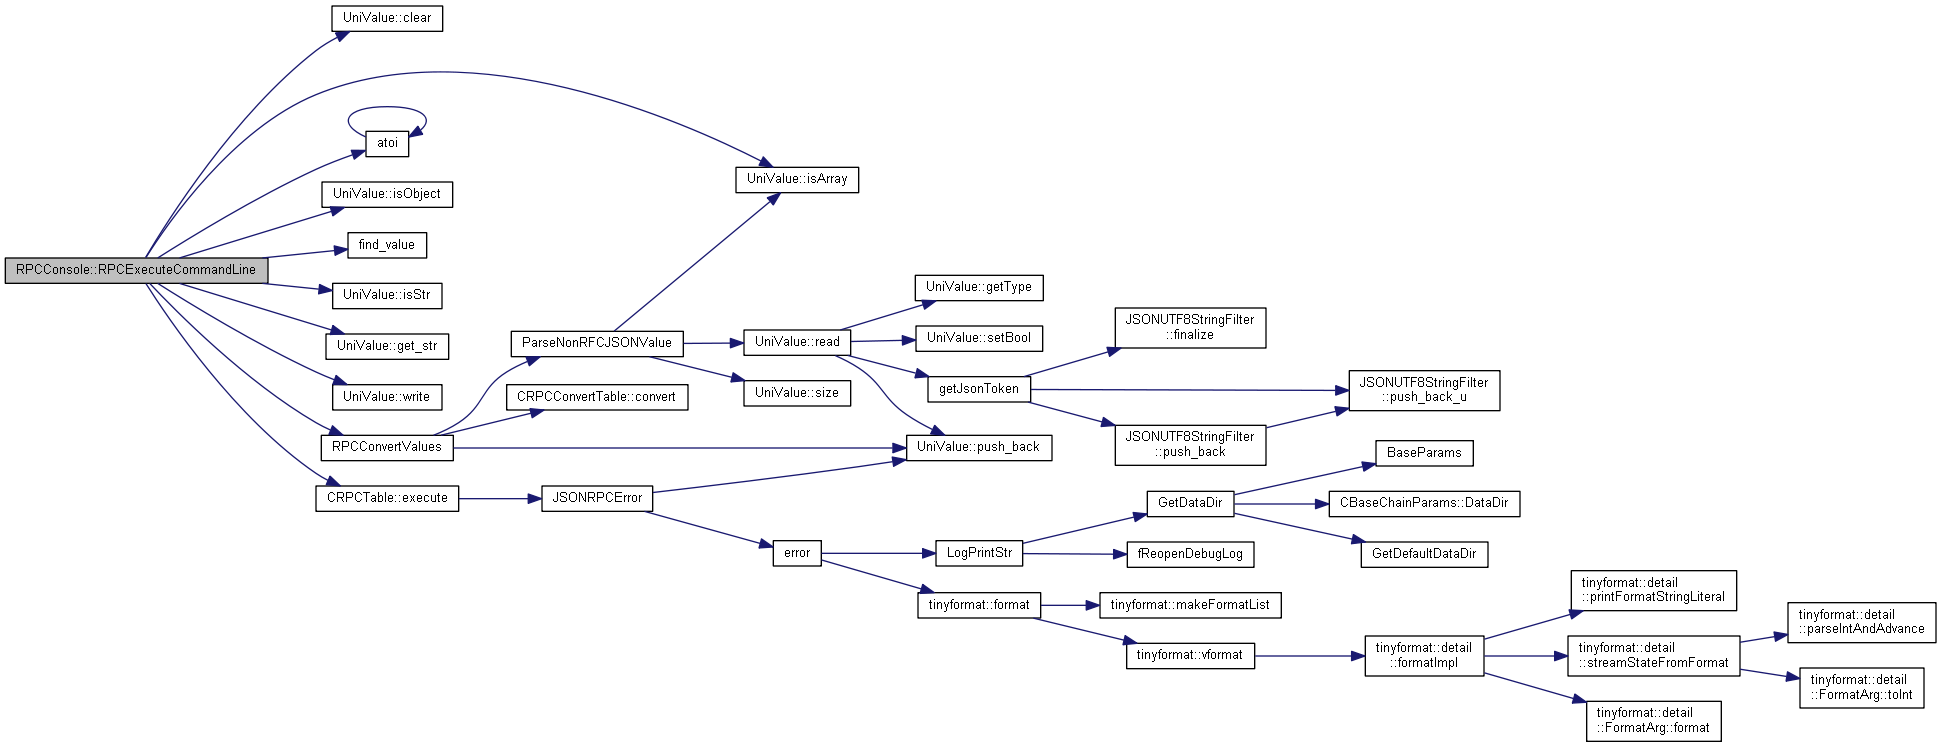 UniValue::clear
atoi
UniValue::isArray
UniValue::isObject
find_value
RPCConsole::RPCExecuteCommandLine
UniValue::isStr
UniValue::getType
JSONUTF8StringFilter
::finalize
UniValue::get_str
ParseNonRFCJSONValue
UniValue::read
UniValue::setBool
UniValue::write
CRPCConvertTable::convert
UniValue::size
getJsonToken
JSONUTF8StringFilter
::push_back_u
RPCConvertValues
UniValue::push_back
JSONUTF8StringFilter
::push_back
BaseParams
CRPCTable::execute
JSONRPCError
GetDataDir
CBaseChainParams::DataDir
error
LogPrintStr
fReopenDebugLog
GetDefaultDataDir
tinyformat::format
tinyformat::makeFormatList
tinyformat::detail
::printFormatStringLiteral
tinyformat::vformat
tinyformat::detail
::formatImpl
tinyformat::detail
::streamStateFromFormat
tinyformat::detail
::parseIntAndAdvance
tinyformat::detail
::FormatArg::toInt
tinyformat::detail
::FormatArg::format